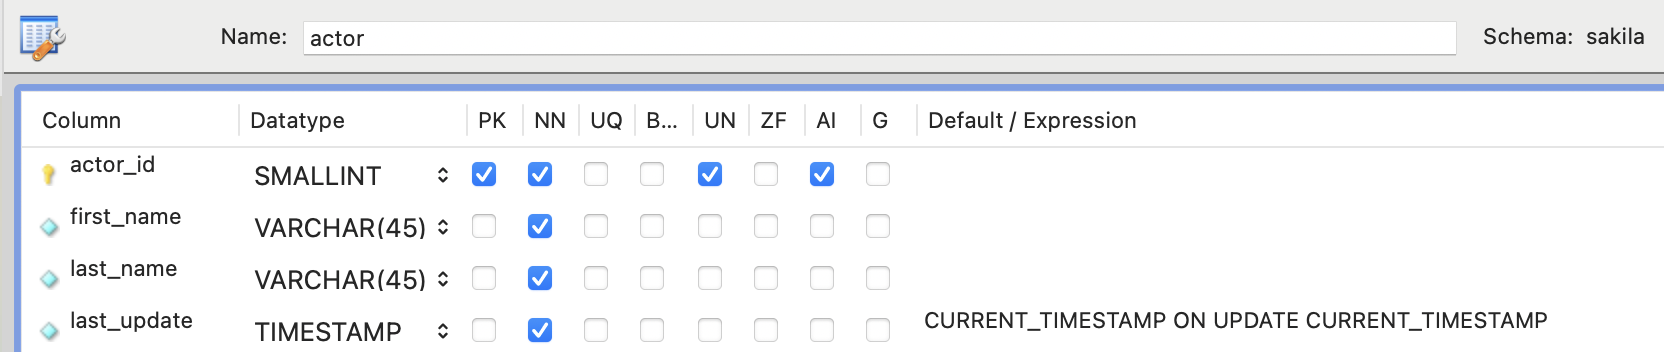 Name: actor Schema: sakila
Column Datatype PK NN UQ B... UN ZF AI G Default / Expression
actor_id SMALLINT
first_name VARCHAR(45)
last_name VARCHAR(45)
last_update TIMESTAMP CURRENT_TIMESTAMP ON UPDATE CURRENT_TIMESTAMP